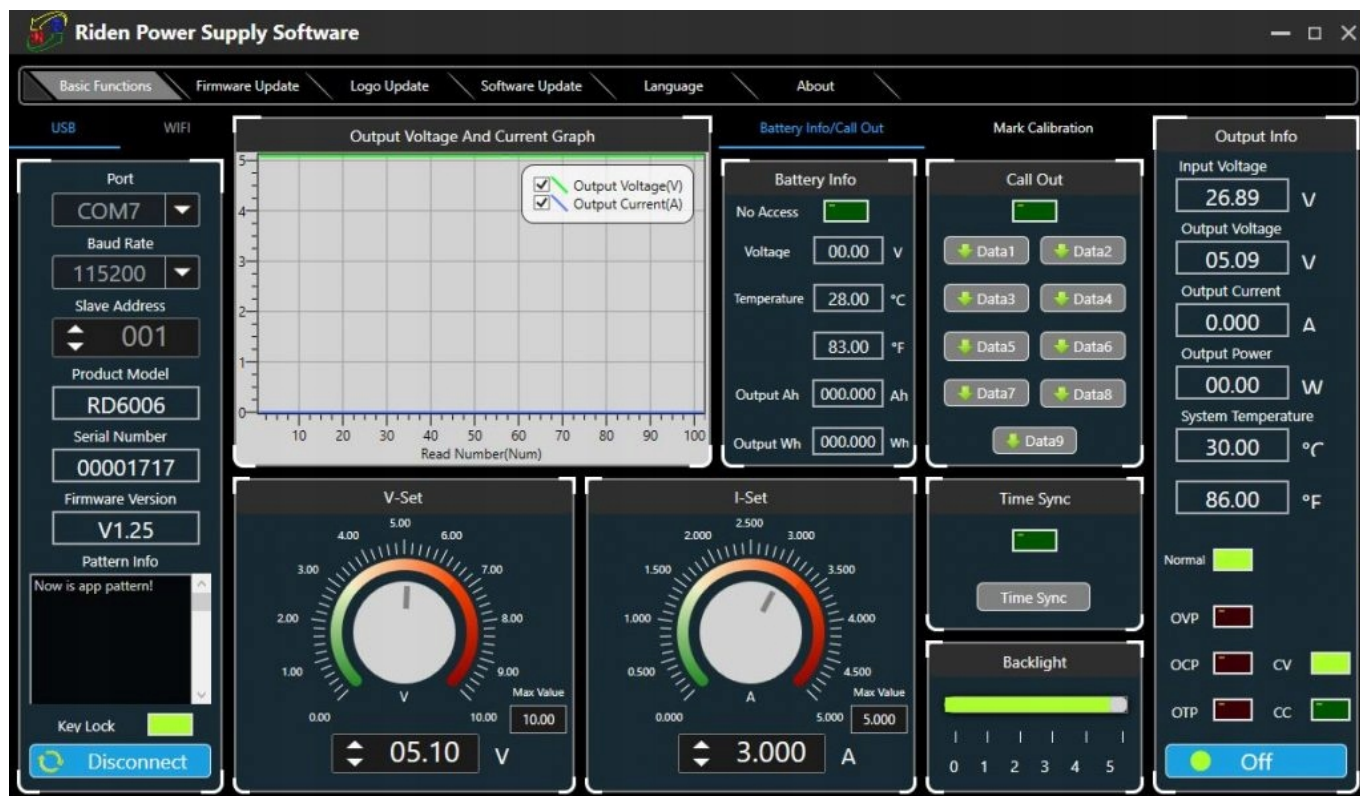 Riden Power Supply Software
Basic Functions
Firmware Update
Logo Update
Software Update
Language
About
USB
WIFI
Port
COM7
Baud Rate
115200
Slave Address
001
Product Model
RD6006
Serial Number
00001717
Firmware Version
V1.25
Pattern Info
Now is app pattern!
Key Lock
Disconnect
Output Voltage And Current Graph
Output Voltage(V)
Output Current(A)
5
4
3
2
1
0
10 20 30 40 50 60 70 80 90 100
Read Number(Num)
V-Set
5.00
4.00 6.00
3.00 7.00
2.00 8.00
1.00 9.00
V
0.00 10.00
Max Value
10.00
05.10 V
I-Set
2.500
2.000 3.000
1.500 3.500
1.000 4.000
0.500 4.500
A
0.000 5.000
Max Value
5.000
3.000 A
Battery Info/Call Out
Mark Calibration
Battery Info
No Access
Voltage 00.00 V
Temperature 28.00 °C
83.00 °F
Output Ah 000.000 Ah
Output Wh 000.000 Wh
Call Out
Data1 Data2
Data3 Data4
Data5 Data6
Data7 Data8
Data9
Time Sync
Time Sync
Backlight
0 1 2 3 4 5
Output Info
Input Voltage
26.89 V
Output Voltage
05.09 V
Output Current
0.000 A
Output Power
00.00 W
System Temperature
30.00 °C
86.00 °F
Normal
OVP
OCP CV
OTP CC
Off